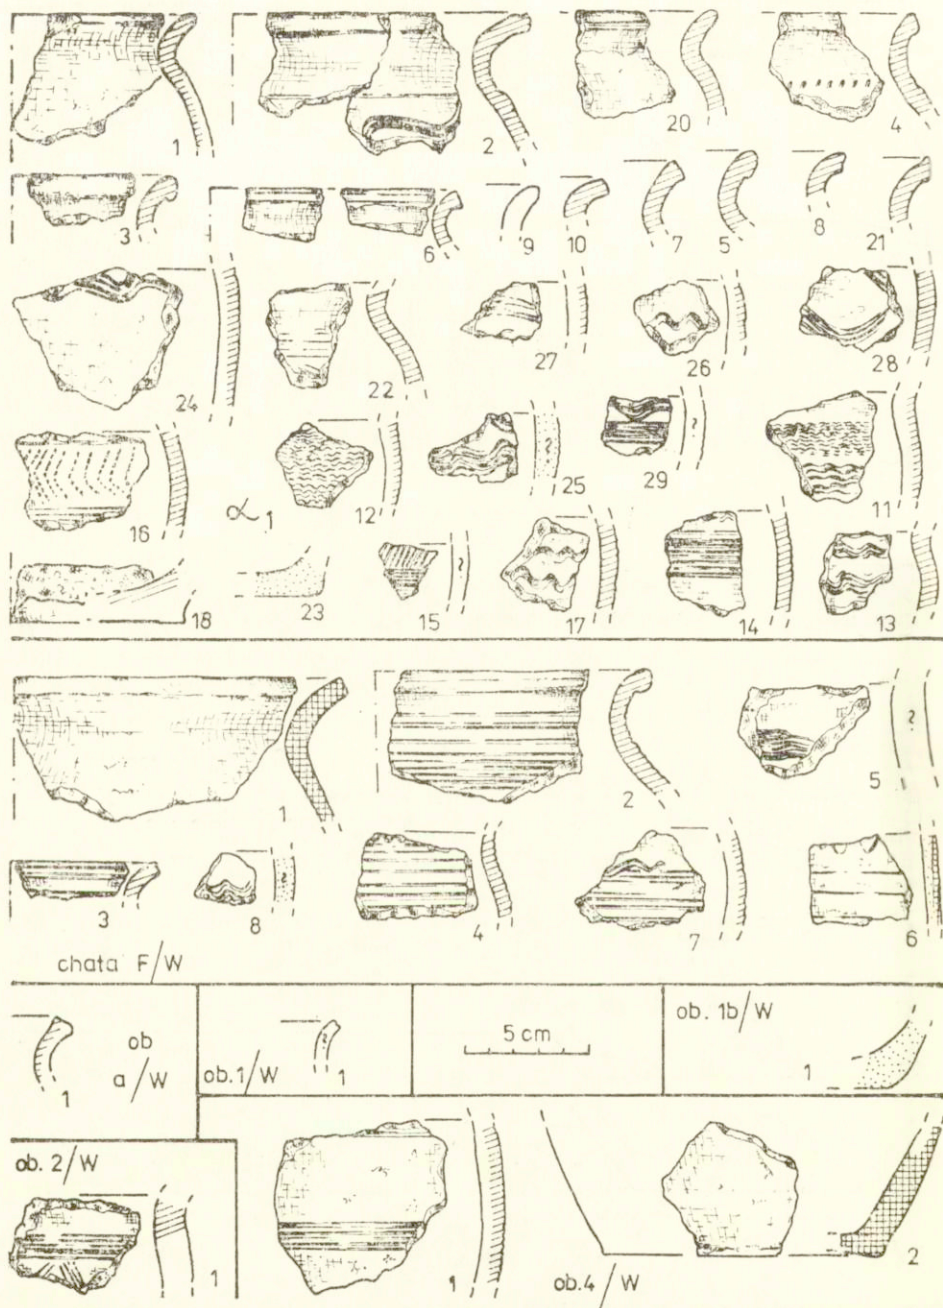 1 2 20 4
3 6 9 10 7 5 8 21
24 22 27 26 28
16 α1 12 25 29 11
18 23 15 17 14 13
1 2 5
3 8 4 7 6
chata F/W
ob a/W 1
ob.1/W 1
5 cm
ob. 1b/W 1
ob. 2/W 1
1 2
ob.4/W